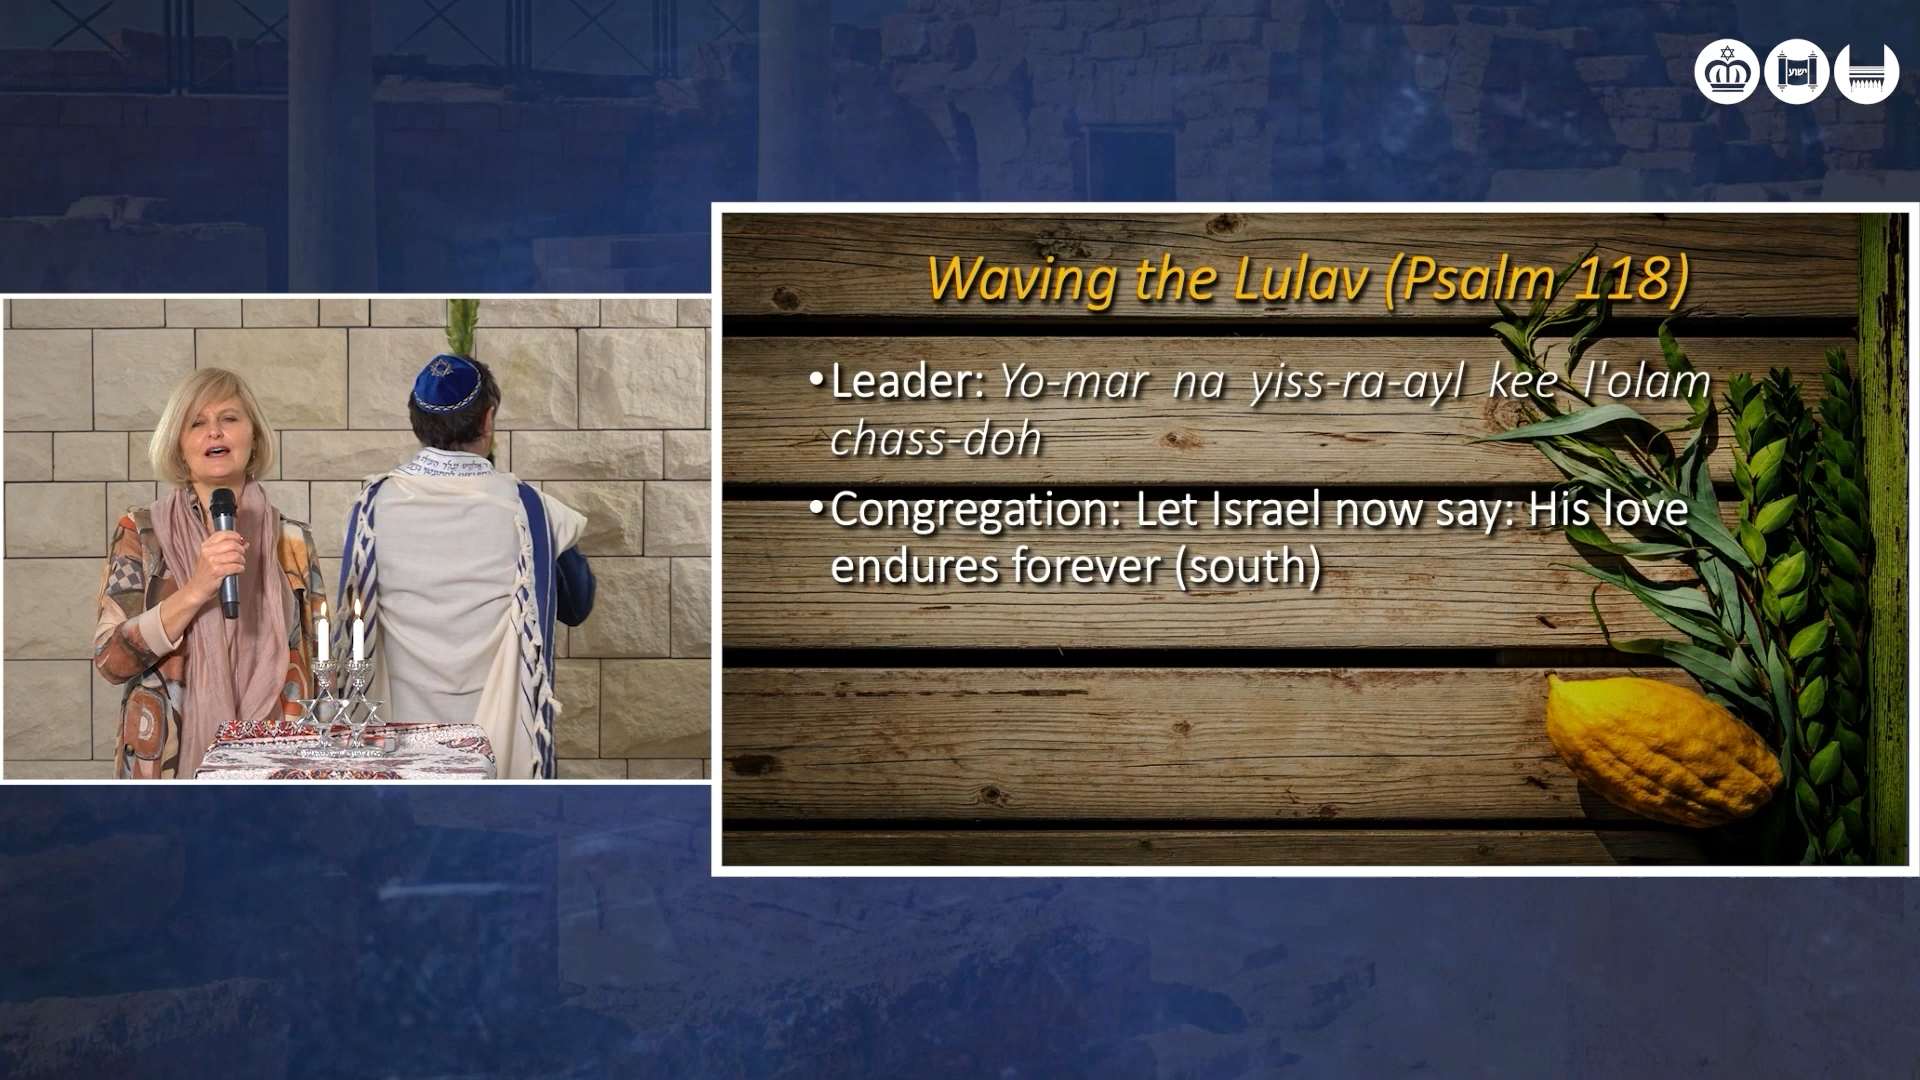 Waving the Lulav (Psalm 118)
•Leader: Yo-mar na yiss-ra-ayl kee l'olam
chass-doh
•Congregation: Let Israel now say: His love
endures forever (south)
ישוע